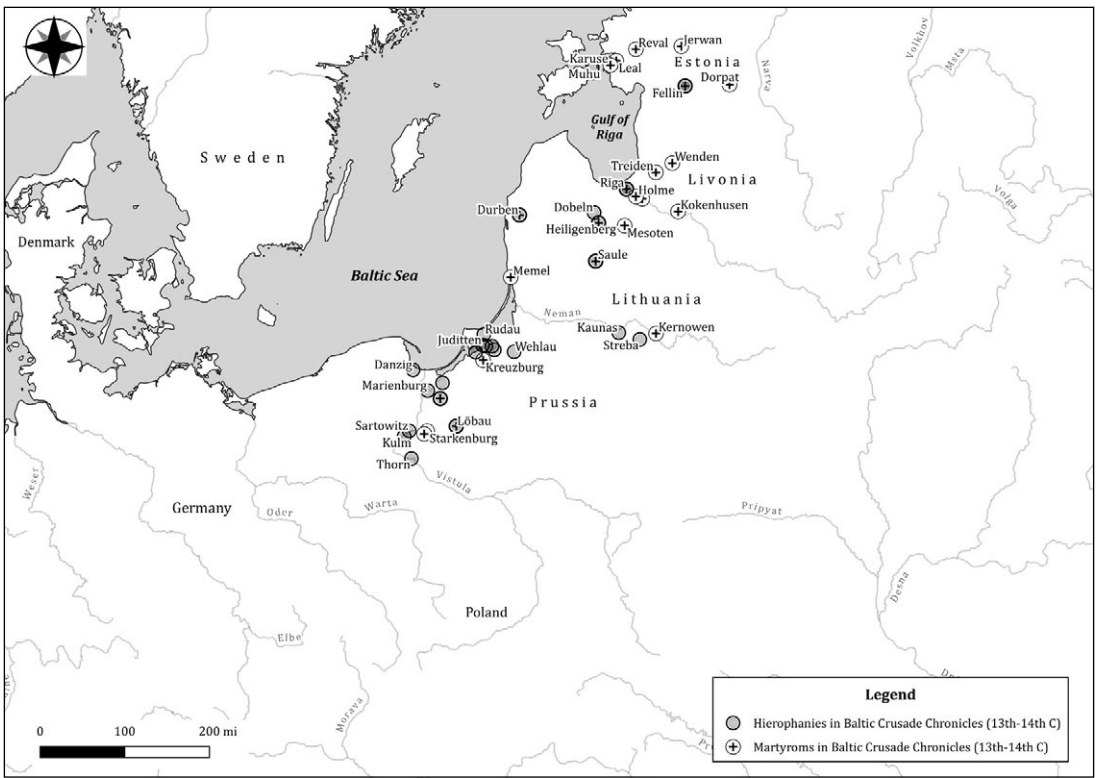 Reval
Jerwan
Karuse
Estonia
Muhu
Leal
Dorpat
Fellin
Volkhov
Msta
Narva
Gulf of
Riga
Sweden
Treiden
Wenden
Riga
Livonia
Holme
Volga
Durben
Dobeln
Kokenhusen
Heiligenberg
Mesoten
Denmark
Saule
Baltic Sea
Memel
Lithuania
Neman
Kaunas
Kernowen
Rudau
Juditten
Wehlau
Streba
Danzig
Kreuzburg
Marienburg
Prussia
Sartowitz
Löbau
Kulm
Starkenburg
Thorn
Weser
Vistula
Germany
Oder
Warta
Pripyat
Desna
Poland
Elbe
Morava
Legend
Hierophanies in Baltic Crusade Chronicles (13th-14th C)
Martyroms in Baltic Crusade Chronicles (13th-14th C)
0 100 200 mi